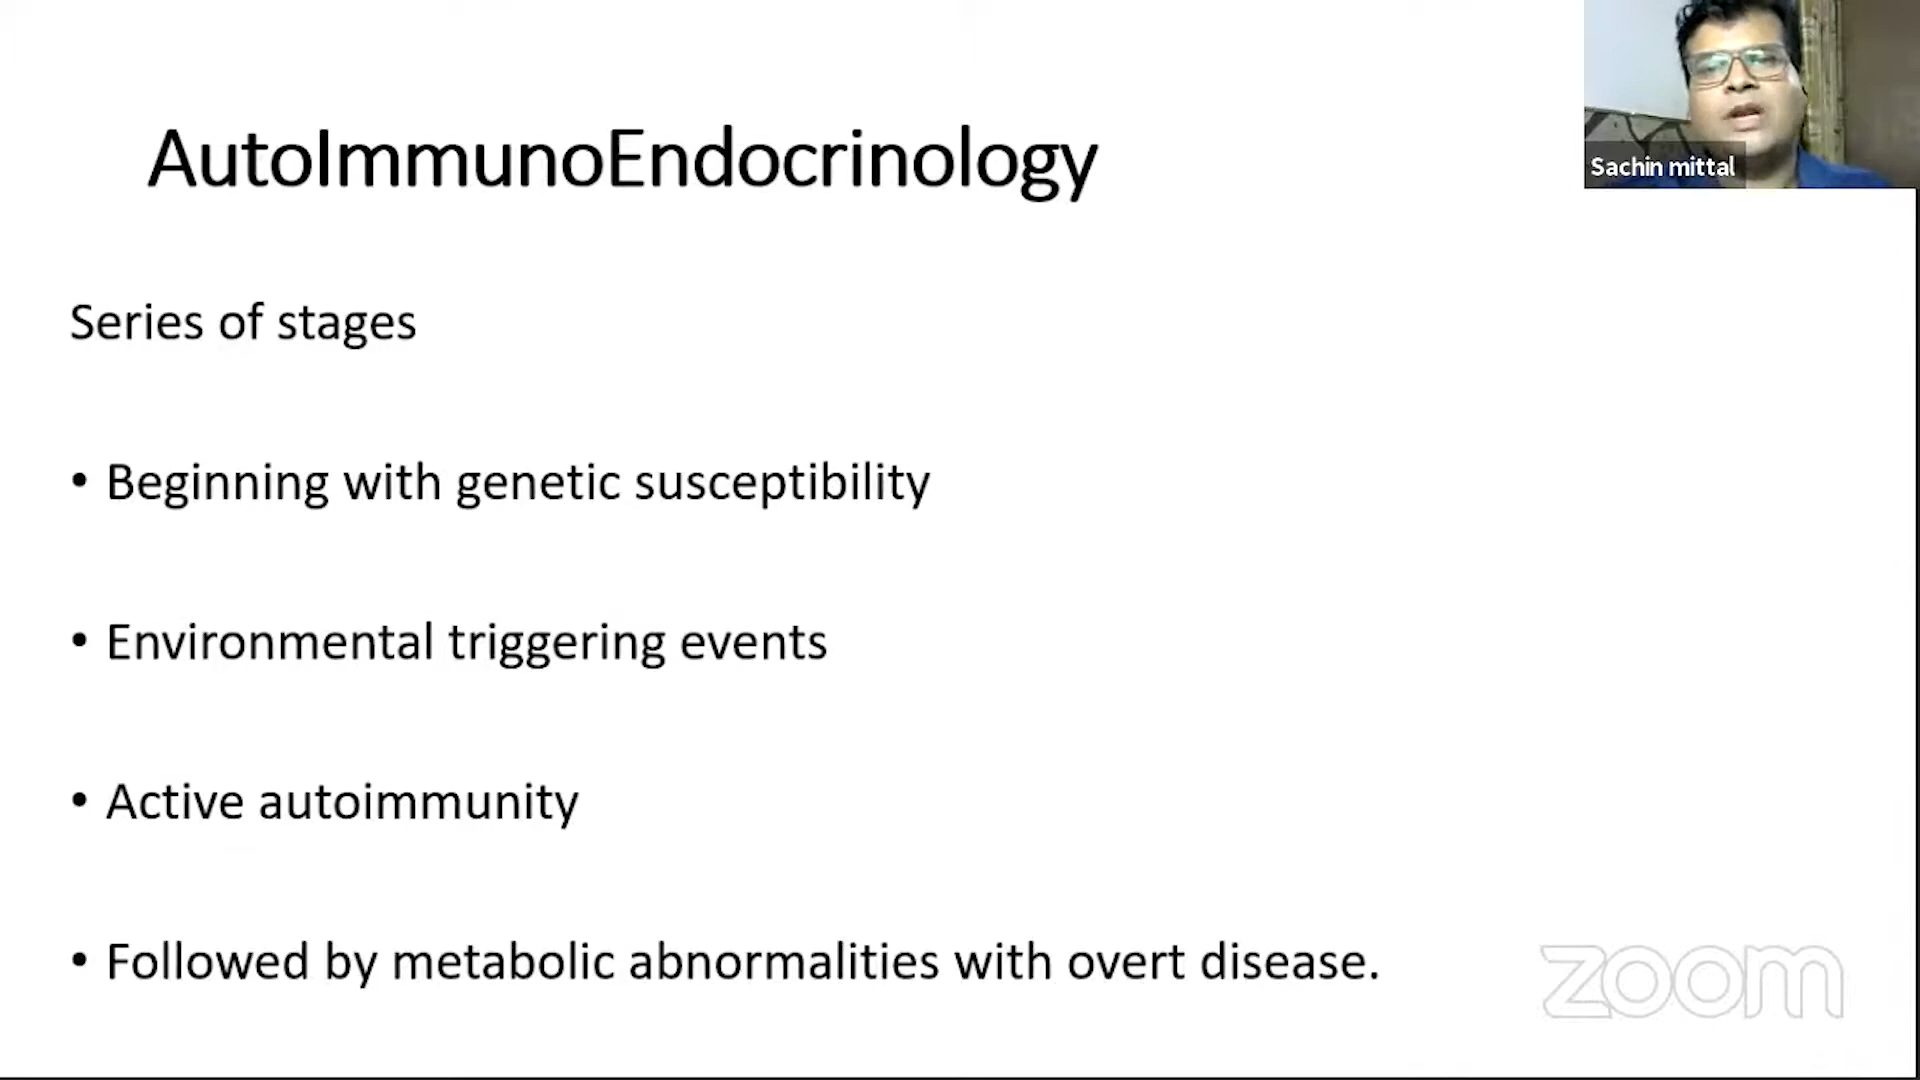 AutoImmunoEndocrinology
Sachin mittal
Series of stages
• Beginning with genetic susceptibility
• Environmental triggering events
• Active autoimmunity
• Followed by metabolic abnormalities with overt disease.
zoom